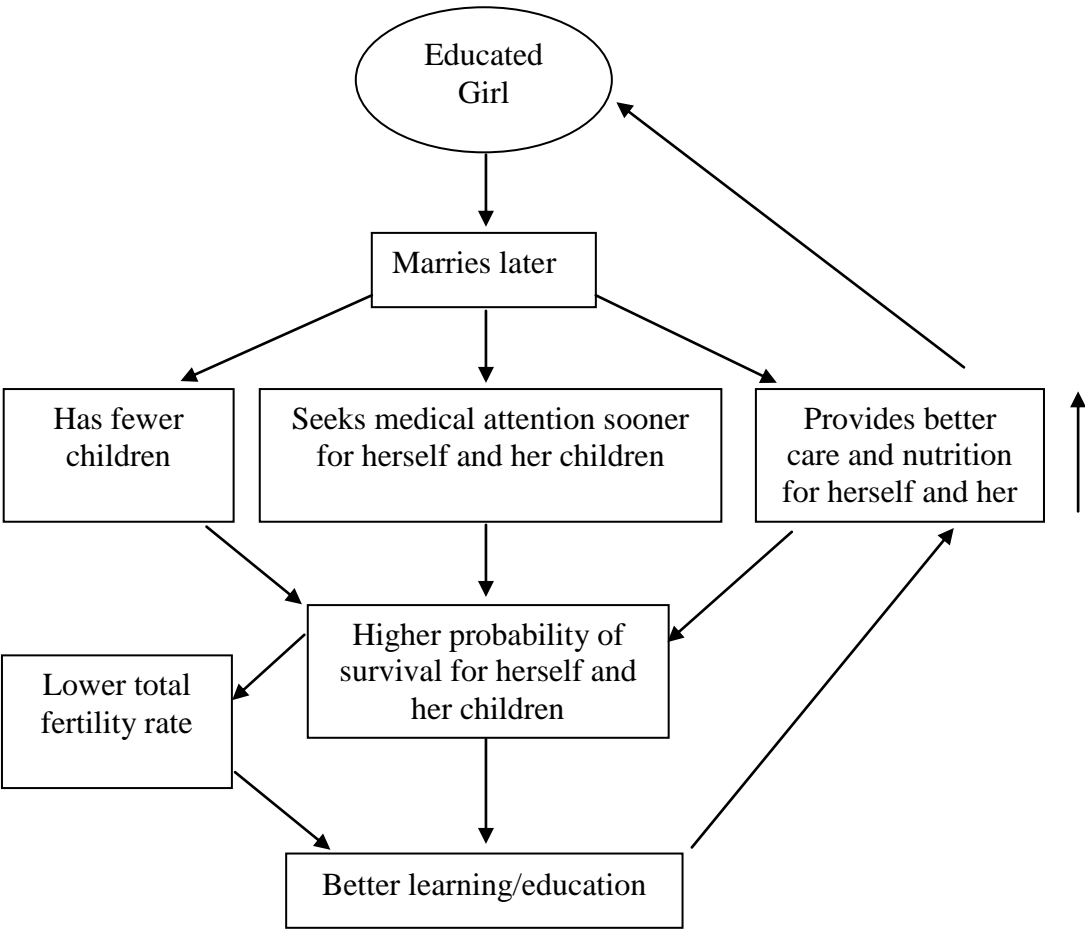 Educated
Girl
Marries later
Has fewer
children
Seeks medical attention sooner
for herself and her children
Provides better
care and nutrition
for herself and her
Higher probability of
survival for herself and
her children
Lower total
fertility rate
Better learning/education